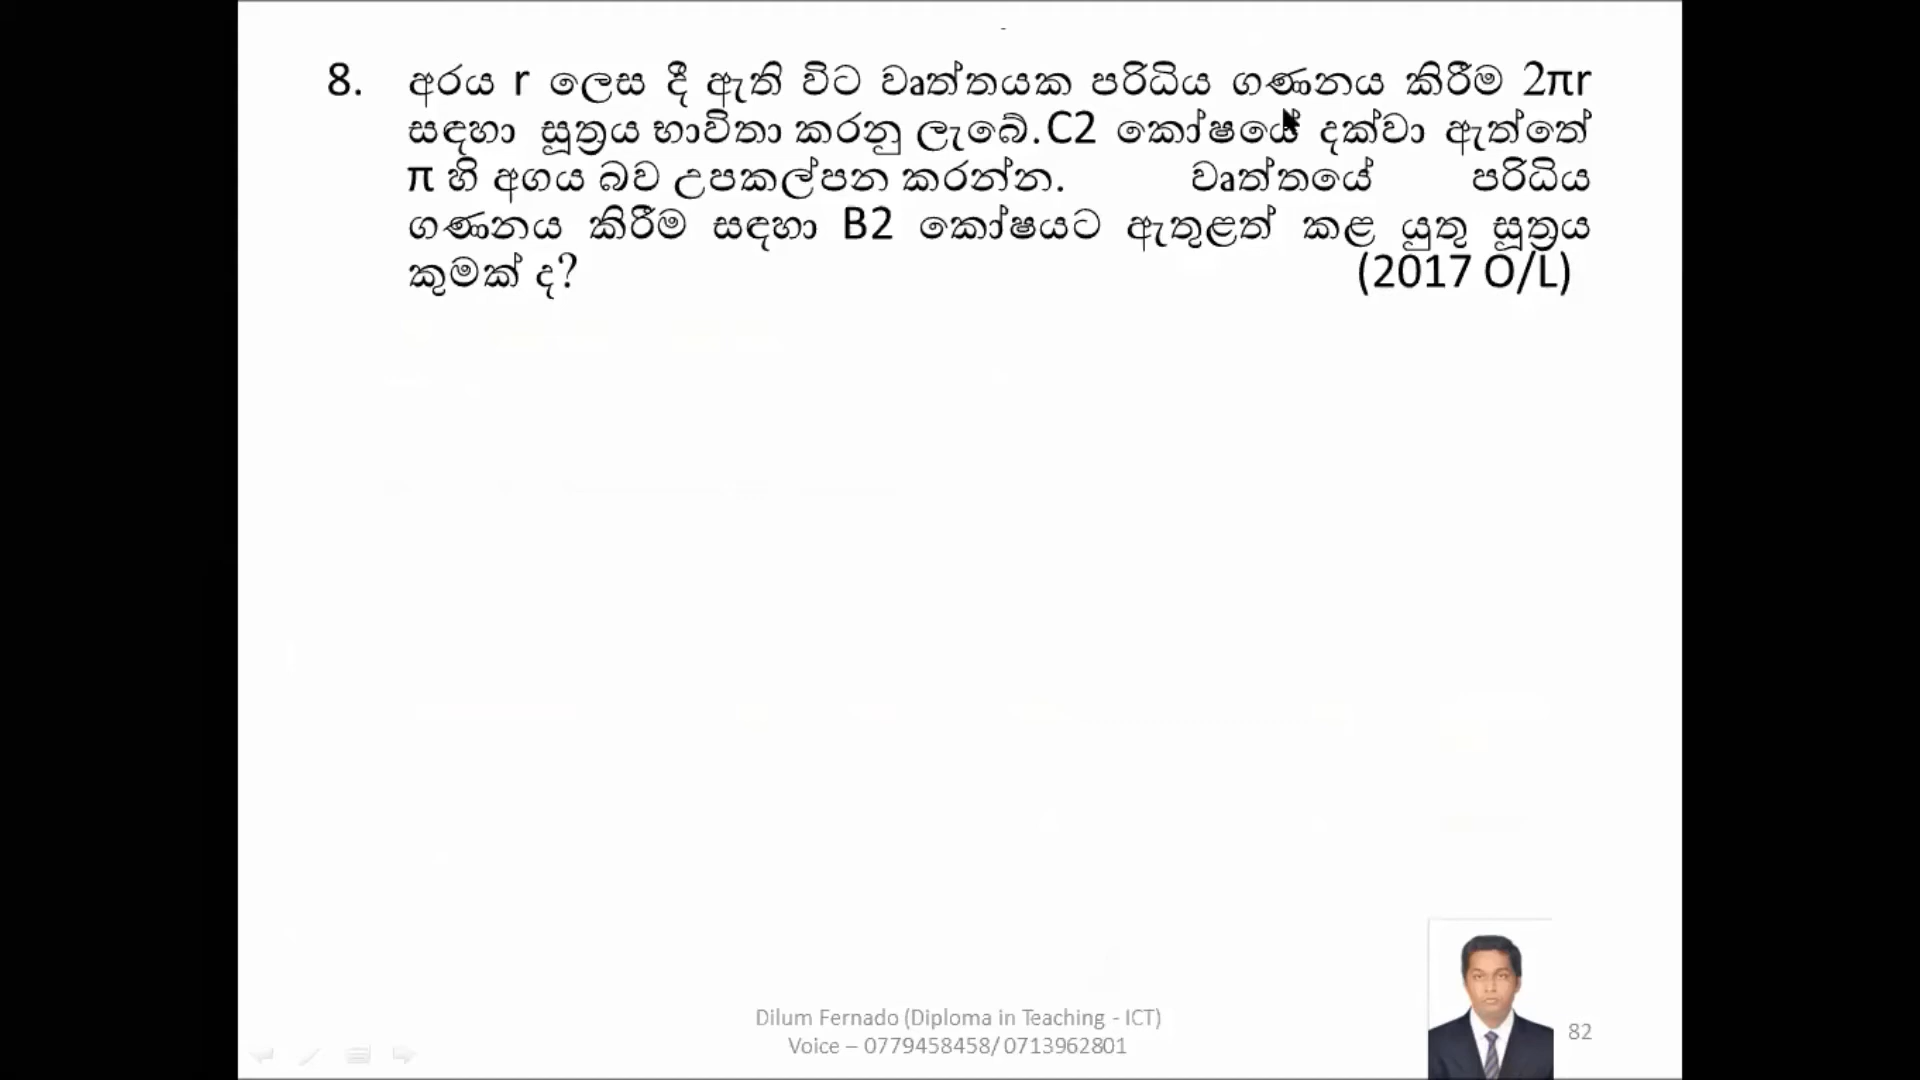 8. අරය r ලෙස දී ඇති විට වෘත්තයක පරිධිය ගණනය කිරීම 2πr
සඳහා සූත්‍රය භාවිතා කරනු ලැබේ. C2 කෝෂයේ දක්වා ඇත්තේ
π හි අගය බව උපකල්පන කරන්න. වෘත්තයේ පරිධිය
ගණනය කිරීම සඳහා B2 කෝෂයට ඇතුළත් කළ යුතු සූත්‍රය
කුමක් ද? (2017 O/L)
Dilum Fernado (Diploma in Teaching - ICT)
Voice – 0779458458/ 0713962801
82